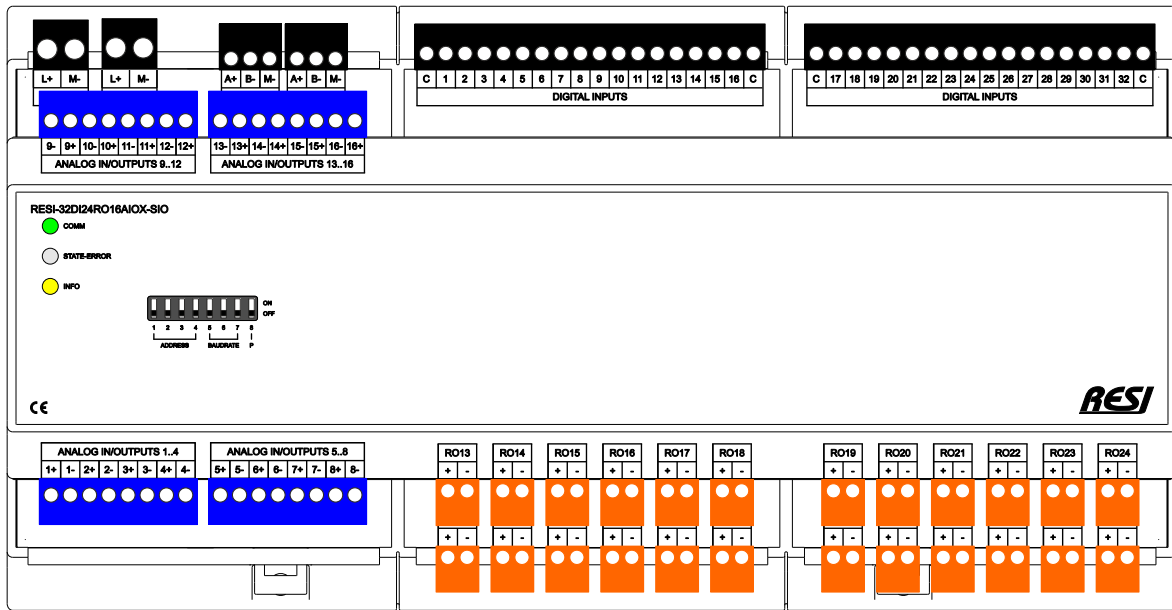 L+ M- L+ M- A+ B- M- A+ B- M-
C 1 2 3 4 5 6 7 8 9 10 11 12 13 14 15 16 C
C 17 18 19 20 21 22 23 24 25 26 27 28 29 30 31 32 C
DIGITAL INPUTS
DIGITAL INPUTS
9- 9+ 10- 10+ 11- 11+ 12- 12+
13- 13+ 14- 14+ 15- 15+ 16- 16+
ANALOG IN/OUTPUTS 9..12
ANALOG IN/OUTPUTS 13..16
RESI-32DI24RO16AIOX-SIO
COMM
STATE-ERROR
INFO
ON
OFF
1 2 3 4 5 6 7 8
ADDRESS BAUDRATE P
CE
RESI
ANALOG IN/OUTPUTS 1..4
ANALOG IN/OUTPUTS 5..8
1+ 1- 2+ 2- 3+ 3- 4+ 4-
5+ 5- 6+ 6- 7+ 7- 8+ 8-
RO13 RO14 RO15 RO16 RO17 RO18
RO19 RO20 RO21 RO22 RO23 RO24
+ - + - + - + - + - + -
+ - + - + - + - + - + -
+ - + - + - + - + - + -
+ - + - + - + - + - + -